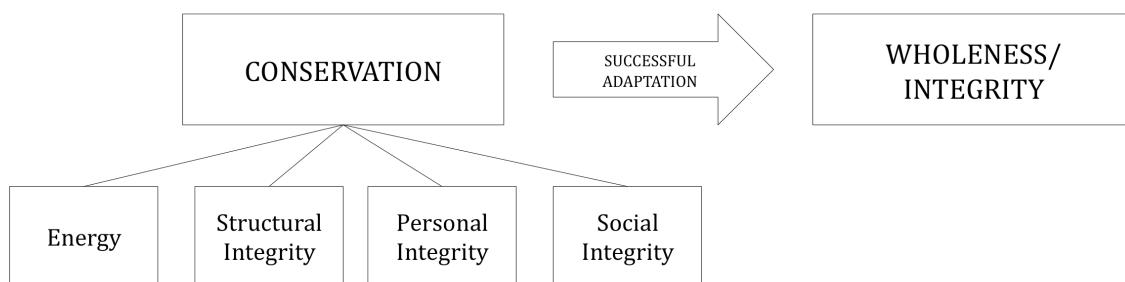 CONSERVATION
SUCCESSFUL
ADAPTATION
WHOLENESS/
INTEGRITY
Energy
Structural
Integrity
Personal
Integrity
Social
Integrity